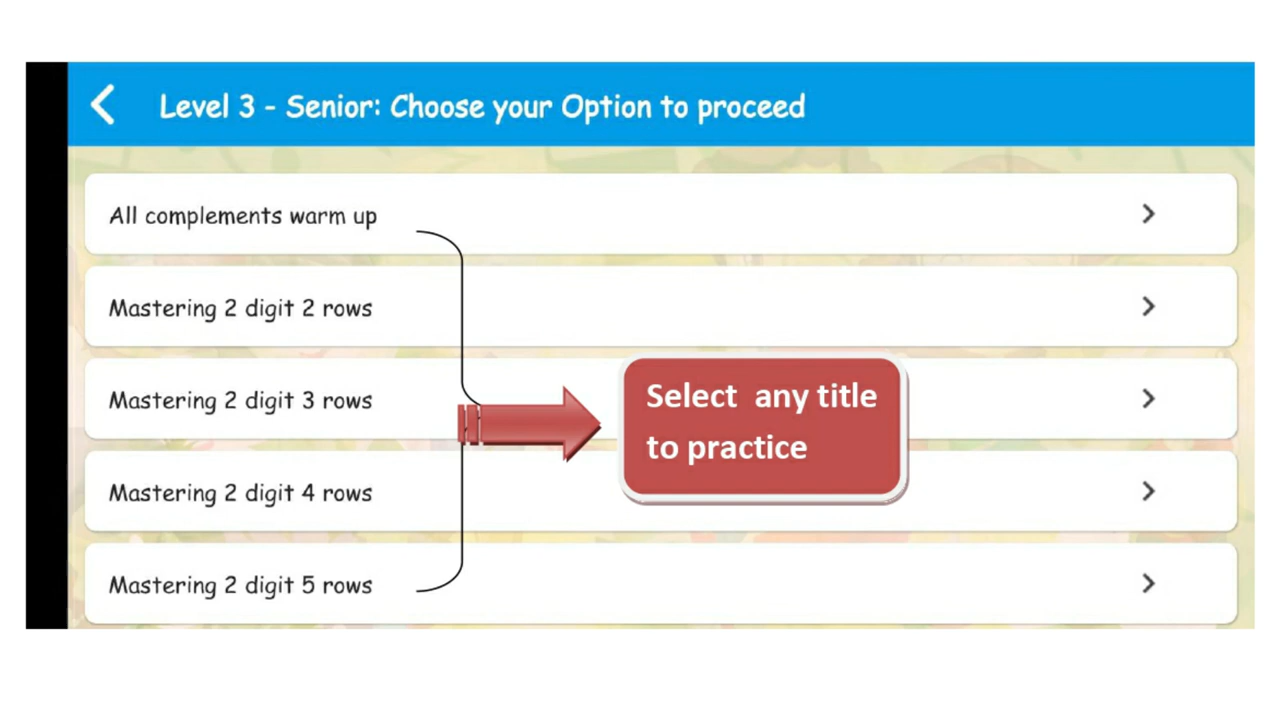 Level 3 - Senior: Choose your Option to proceed
All complements warm up
Mastering 2 digit 2 rows
Mastering 2 digit 3 rows
Select any title
to practice
Mastering 2 digit 4 rows
Mastering 2 digit 5 rows